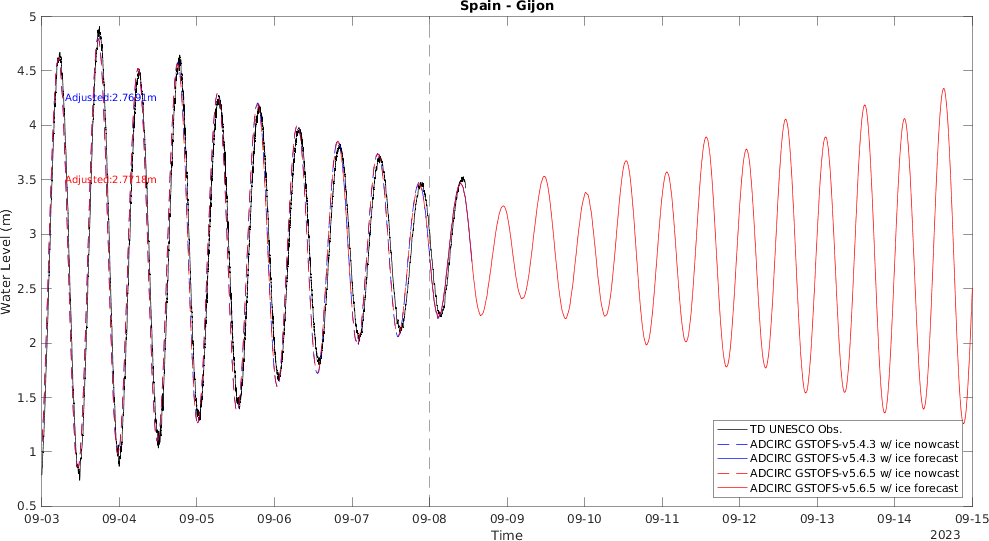 Spain - Gijon
5
4.5
4
3.5
3
2.5
2
1.5
1
0.5
Water Level (m)
Adjusted:2.7691m
Adjusted:2.7718m
TD UNESCO Obs.
ADCIRC GSTOFS-v5.4.3 w/ ice nowcast
ADCIRC GSTOFS-v5.4.3 w/ ice forecast
ADCIRC GSTOFS-v5.6.5 w/ ice nowcast
ADCIRC GSTOFS-v5.6.5 w/ ice forecast
09-03 09-04 09-05 09-06 09-07 09-08 09-09 09-10 09-11 09-12 09-13 09-14 09-15
Time
2023